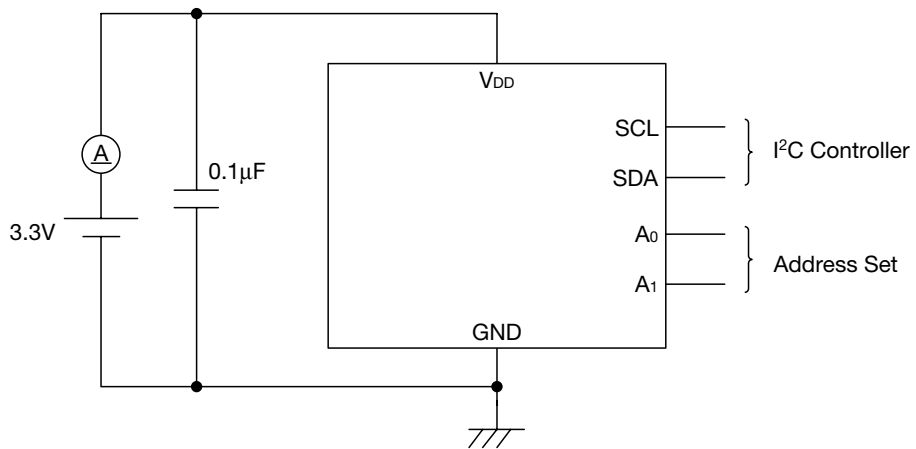 VDD
SCL
I²C Controller
A
0.1μF
SDA
3.3V
A0
Address Set
A1
GND